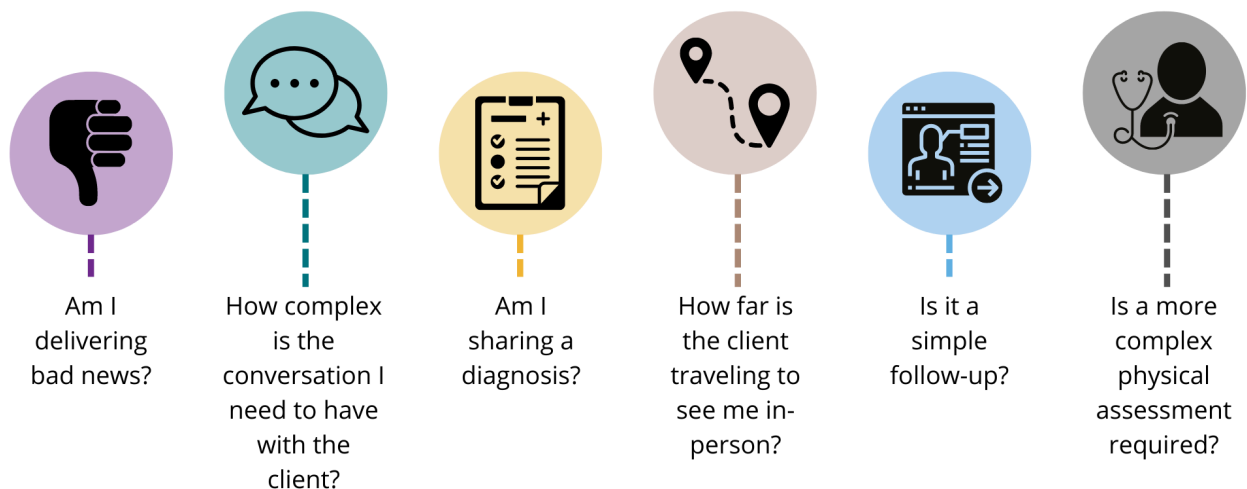 Am I
delivering
bad news?
How complex
is the
conversation I
need to have
with the
client?
Am I
sharing a
diagnosis?
How far is
the client
traveling to
see me in-
person?
Is it a
simple
follow-up?
Is a more
complex
physical
assessment
required?